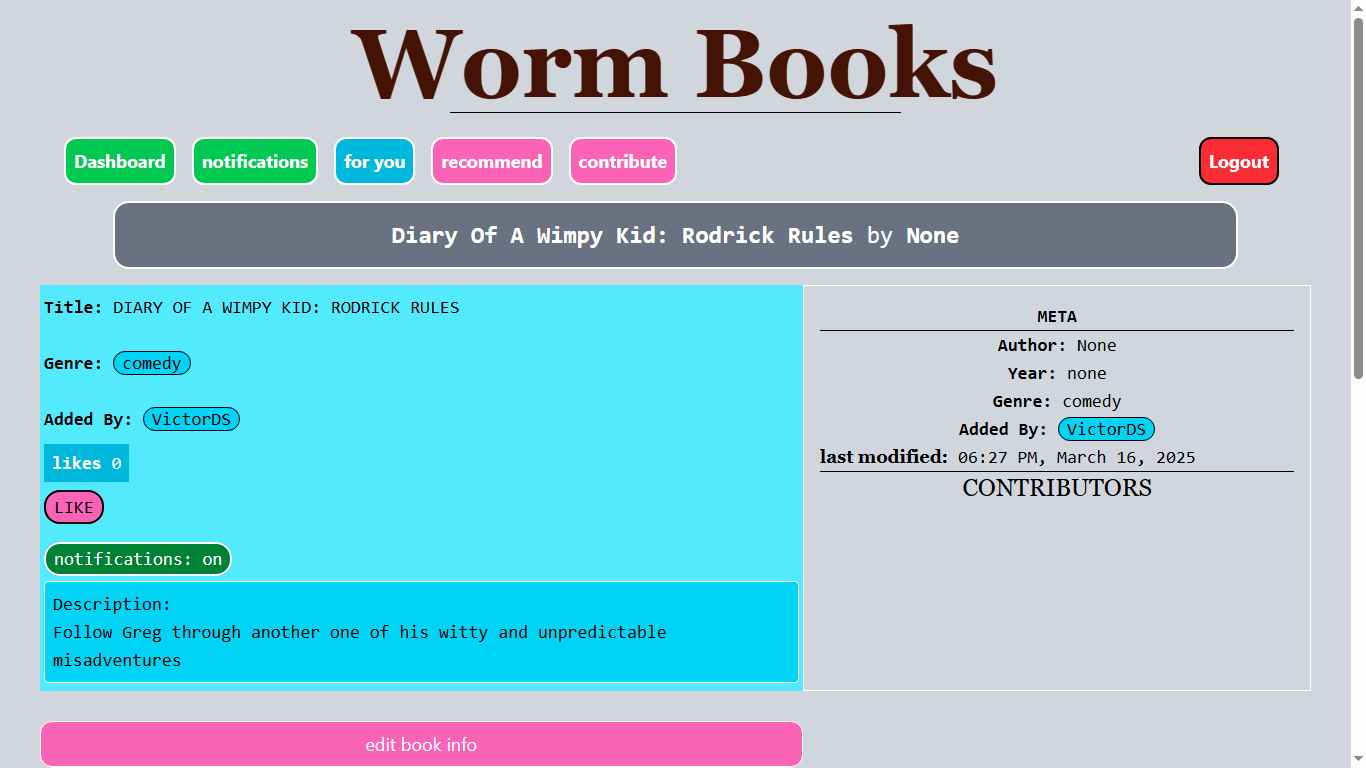 Worm Books
Dashboard notifications for you recommend contribute Logout
Diary Of A Wimpy Kid: Rodrick Rules by None
Title: DIARY OF A WIMPY KID: RODRICK RULES
Genre: comedy
Added By: VictorDS
likes 0
LIKE
notifications: on
Description:
Follow Greg through another one of his witty and unpredictable
misadventures
META
Author: None
Year: none
Genre: comedy
Added By: VictorDS
last modified: 06:27 PM, March 16, 2025
CONTRIBUTORS
edit book info